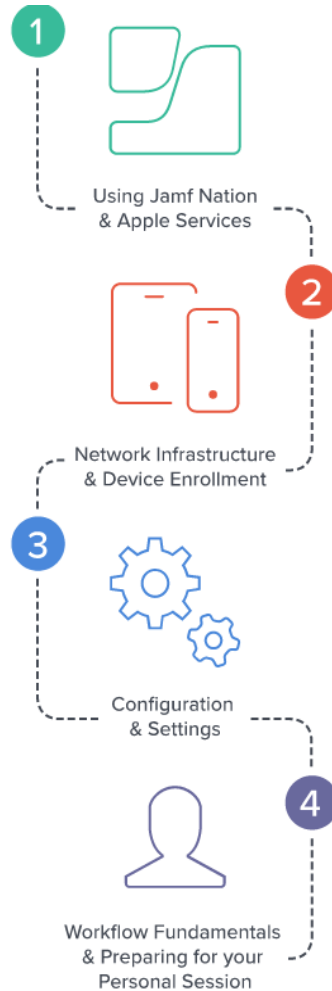 1
Using Jamf Nation
& Apple Services
2
Network Infrastructure
& Device Enrollment
3
Configuration
& Settings
4
Workflow Fundamentals
& Preparing for your
Personal Session